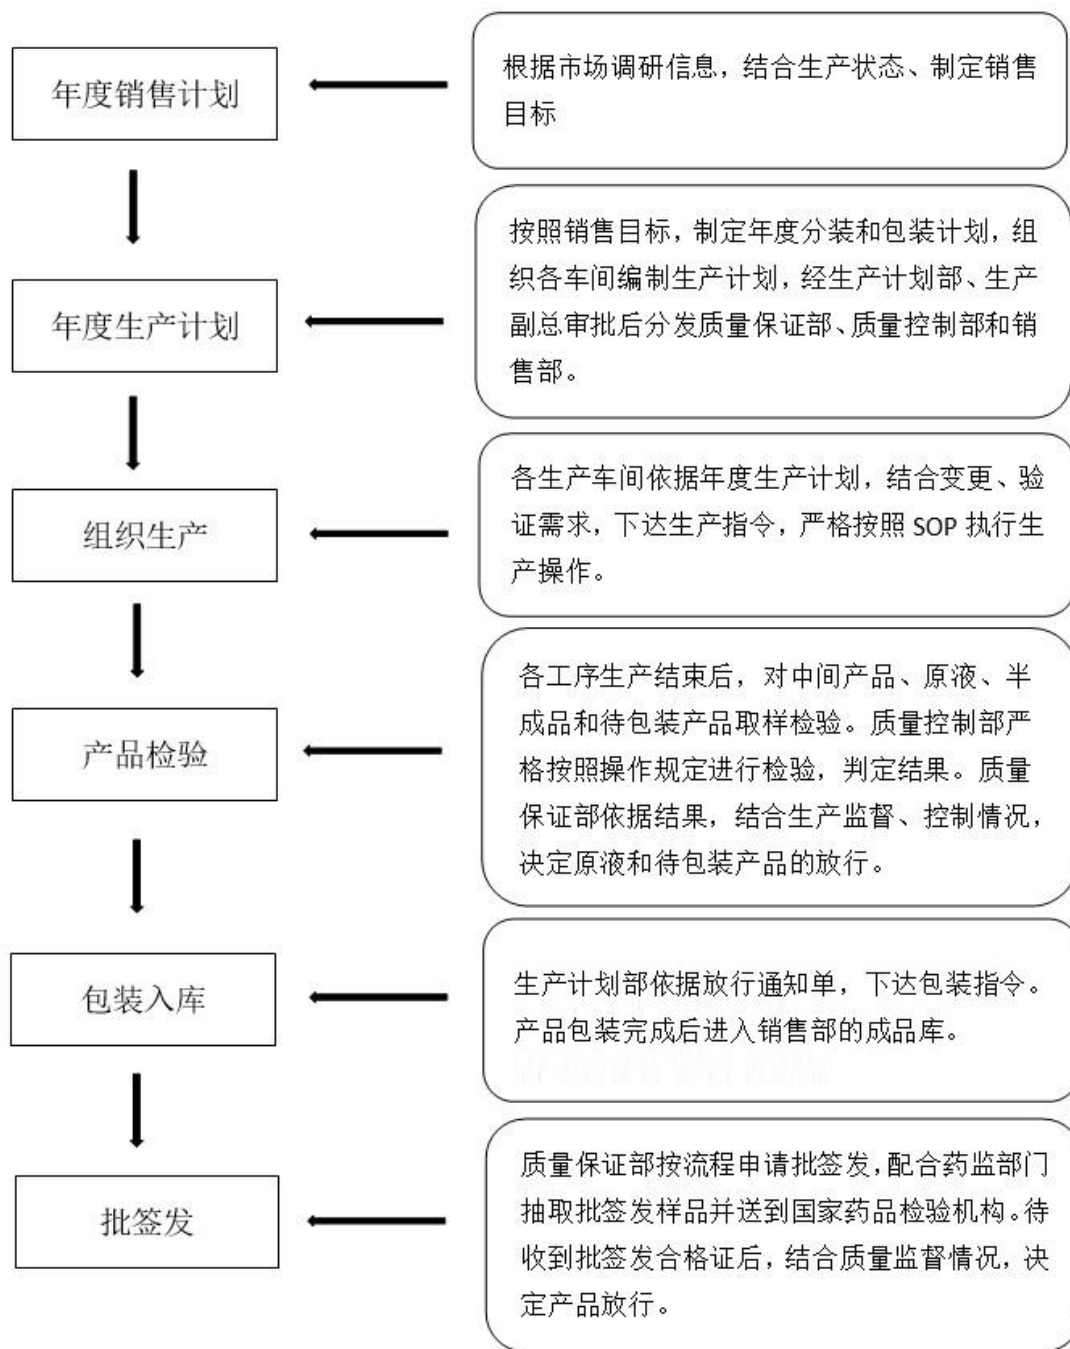 年度销售计划
根据市场调研信息，结合生产状态、制定销售
目标
年度生产计划
按照销售目标，制定年度分装和包装计划，组
织各车间编制生产计划，经生产计划部、生产
副总审批后分发质量保证部、质量控制部和销
售部。
组织生产
各生产车间依据年度生产计划，结合变更、验
证需求，下达生产指令，严格按照 SOP 执行生
产操作。
产品检验
各工序生产结束后，对中间产品、原液、半
成品和待包装产品取样检验。质量控制部严
格按照操作规定进行检验，判定结果。质量
保证部依据结果，结合生产监督、控制情况，
决定原液和待包装产品的放行。
包装入库
生产计划部依据放行通知单，下达包装指令。
产品包装完成后进入销售部的成品库。
批签发
质量保证部按流程申请批签发，配合药监部门
抽取批签发样品并送到国家药品检验机构。待
收到批签发合格证后，结合质量监督情况，决
定产品放行。